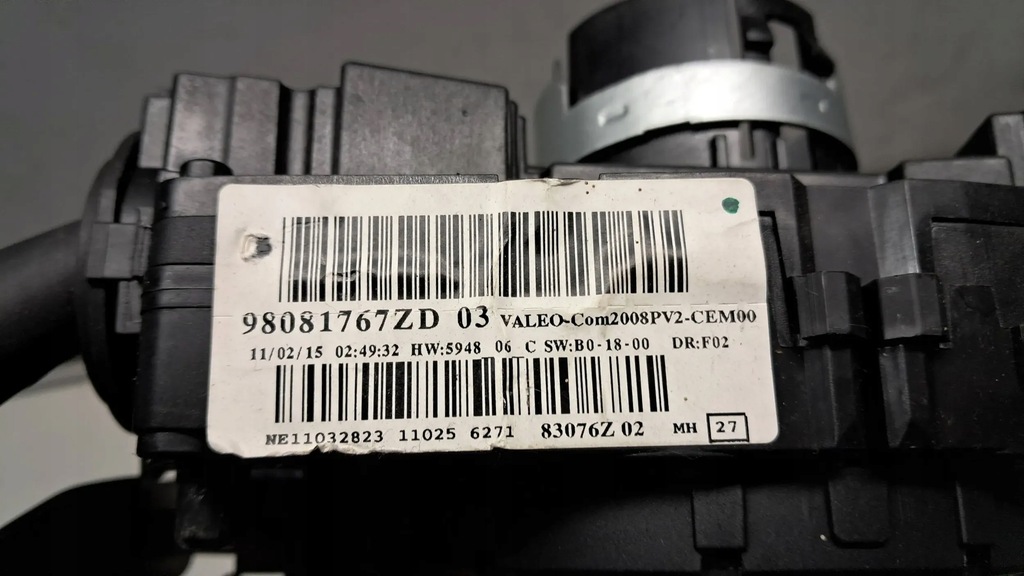 98081767ZD 03 VALEO-Com2008PV2-CEM00
11/02/15 02:49:32 HW:5948 06 C SW:B0-18-00 DR:F02
NE11032823 11025 6271 83076Z 02 MH 27